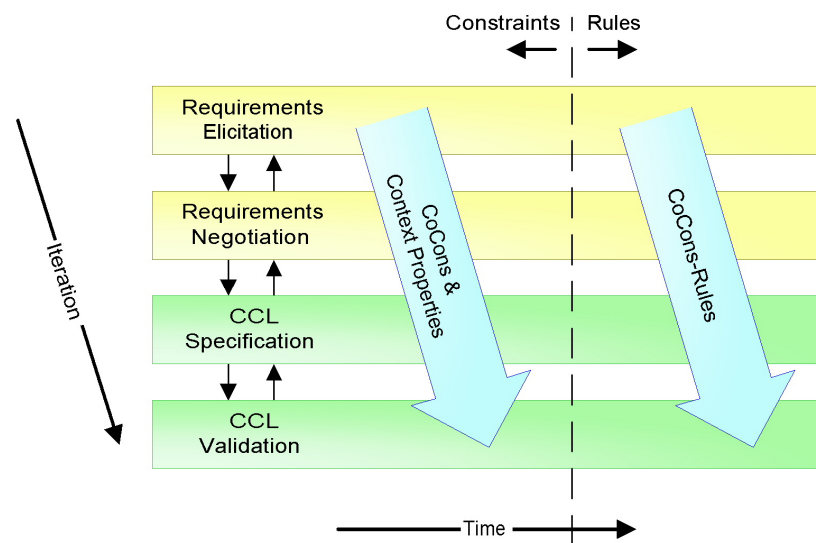 Constraints
Rules
Requirements
Elicitation
Requirements
Negotiation
CCL
Specification
CCL
Validation
Iteration
CoCons &
Context Properties
CoCons-Rules
Time